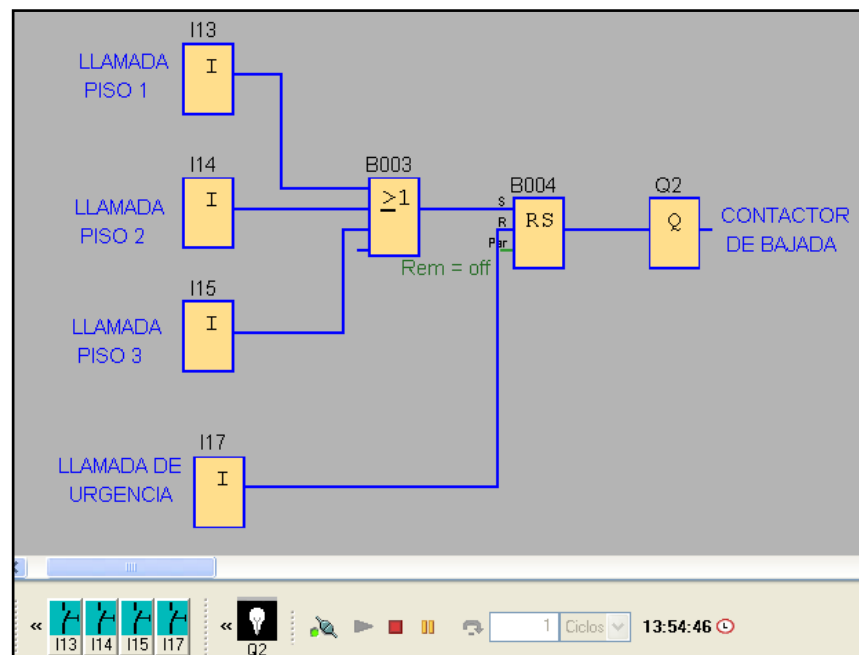 I13
LLAMADA
PISO 1
I
I14
LLAMADA
PISO 2
I
B003
≥1
B004
S
R
Par
RS
Rem = off
Q2
Q
CONTACTOR
DE BAJADA
I15
LLAMADA
PISO 3
I
I17
LLAMADA DE
URGENCIA
I
« I13 I14 I15 I17 « Q2 1 Ciclos 13:54:46